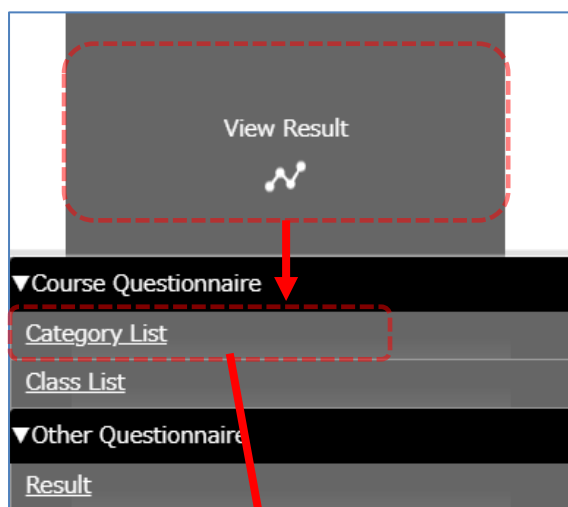 View Result
▼Course Questionnaire
Category List
Class List
▼Other Questionnaire
Result